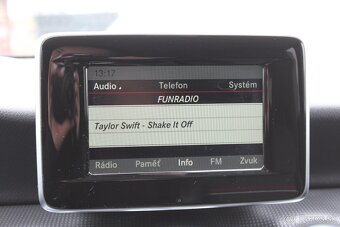 13:17
Audio Telefon Systém
FUNRADIO
Taylor Swift - Shake It Off
Rádio Paměť Info FM Zvuk